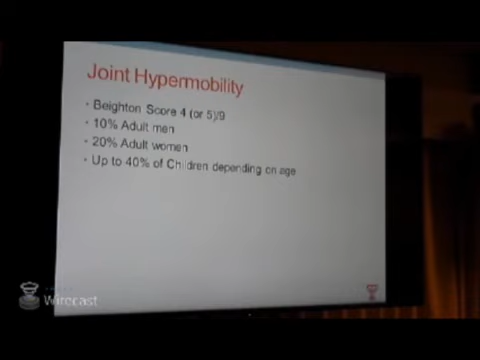 Joint Hypermobility
• Beighton Score 4 (or 5)/9
• 10% Adult men
• 20% Adult women
• Up to 40% of Children depending on age
Wirecast